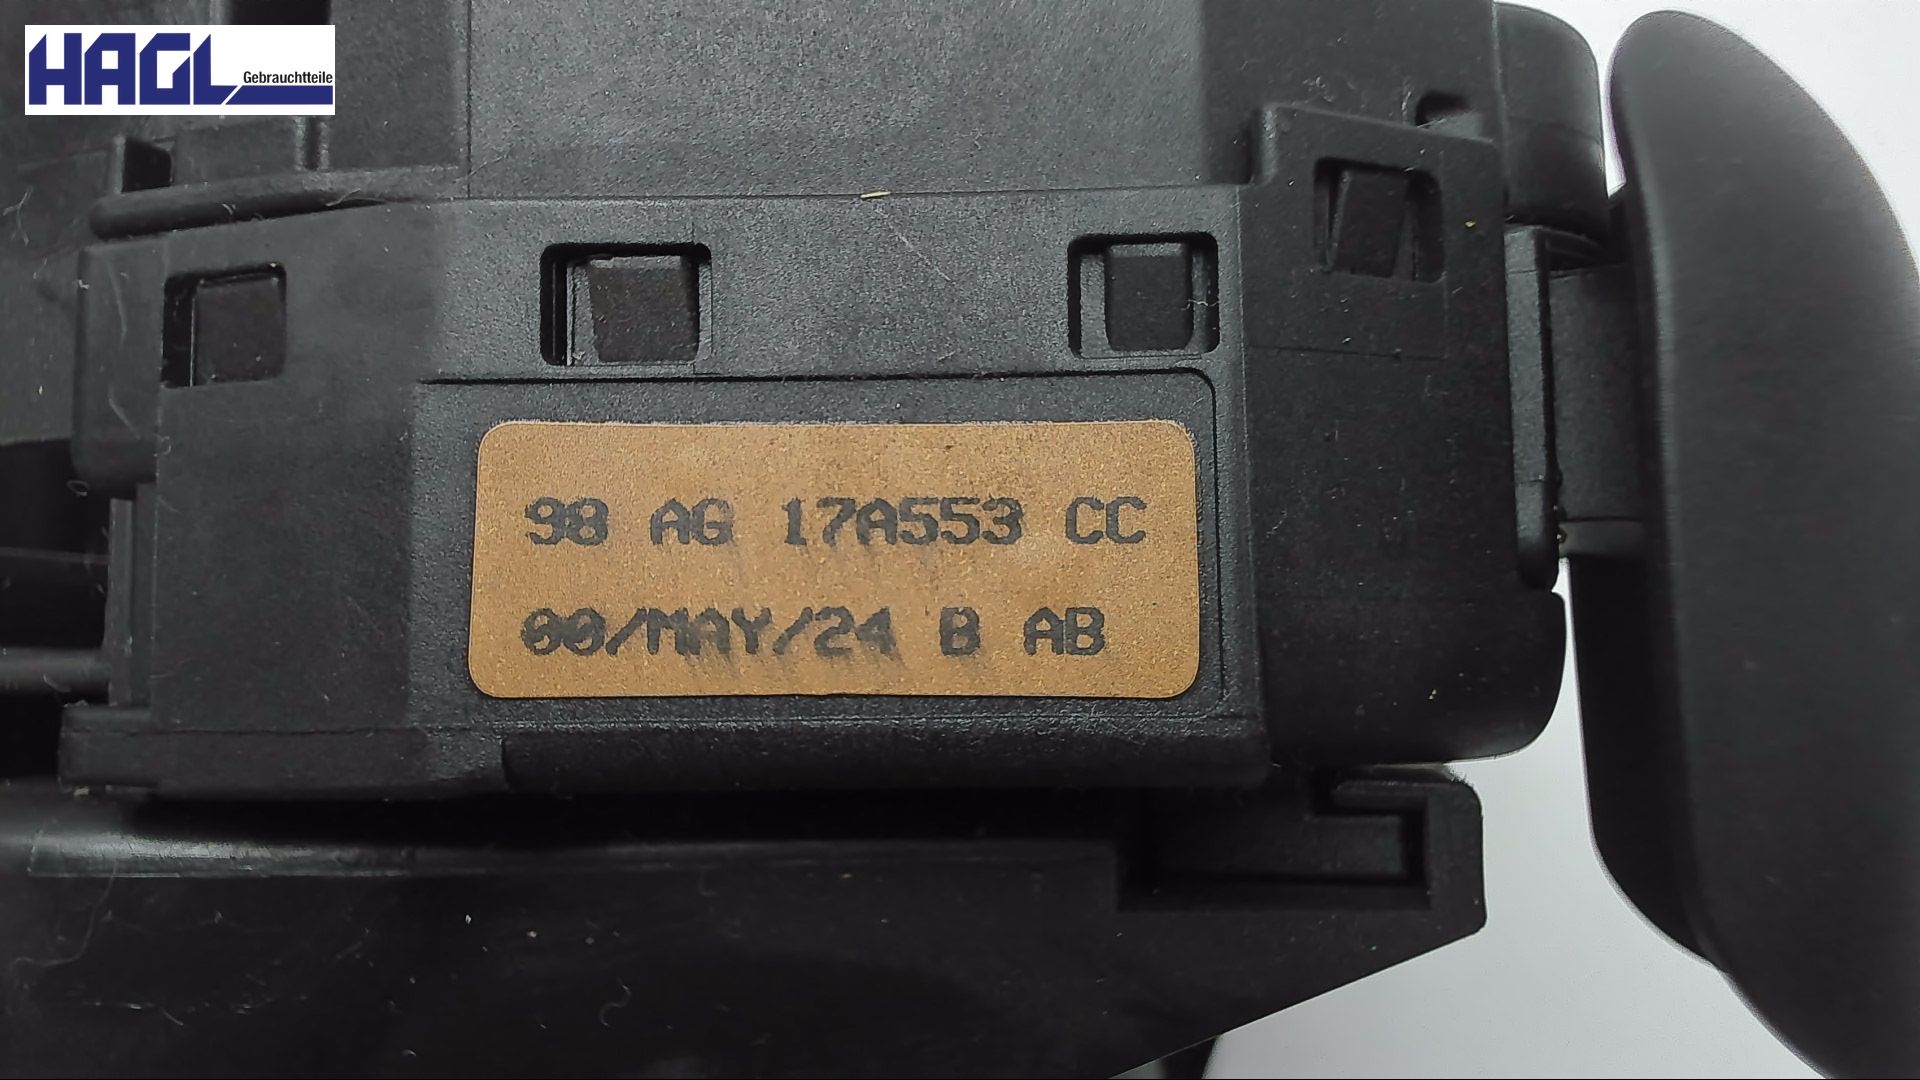 HAGL
Gebrauchtteile
98 AG 17A553 CC
00/MAY/24 B AB